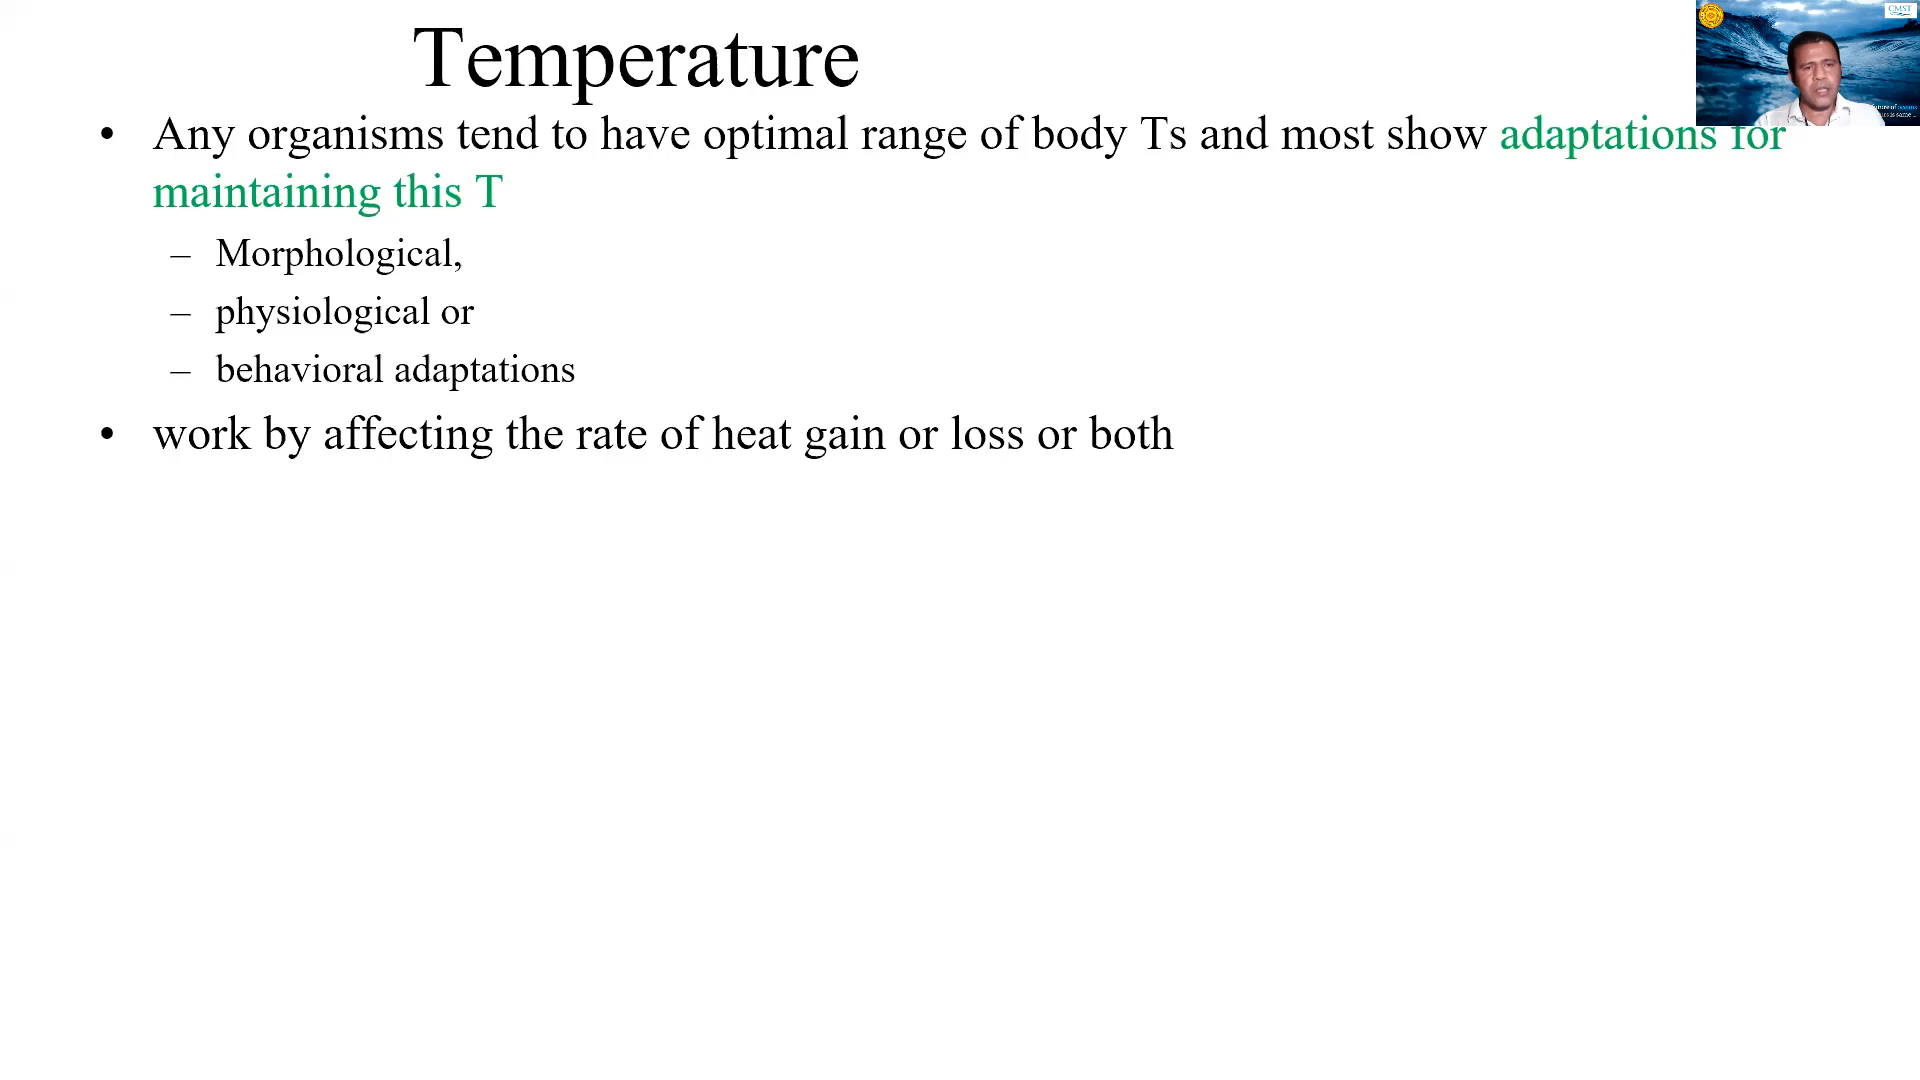 Temperature
CMST
• Any organisms tend to have optimal range of body Ts and most show adaptations for
maintaining this T
– Morphological,
– physiological or
– behavioral adaptations
• work by affecting the rate of heat gain or loss or both